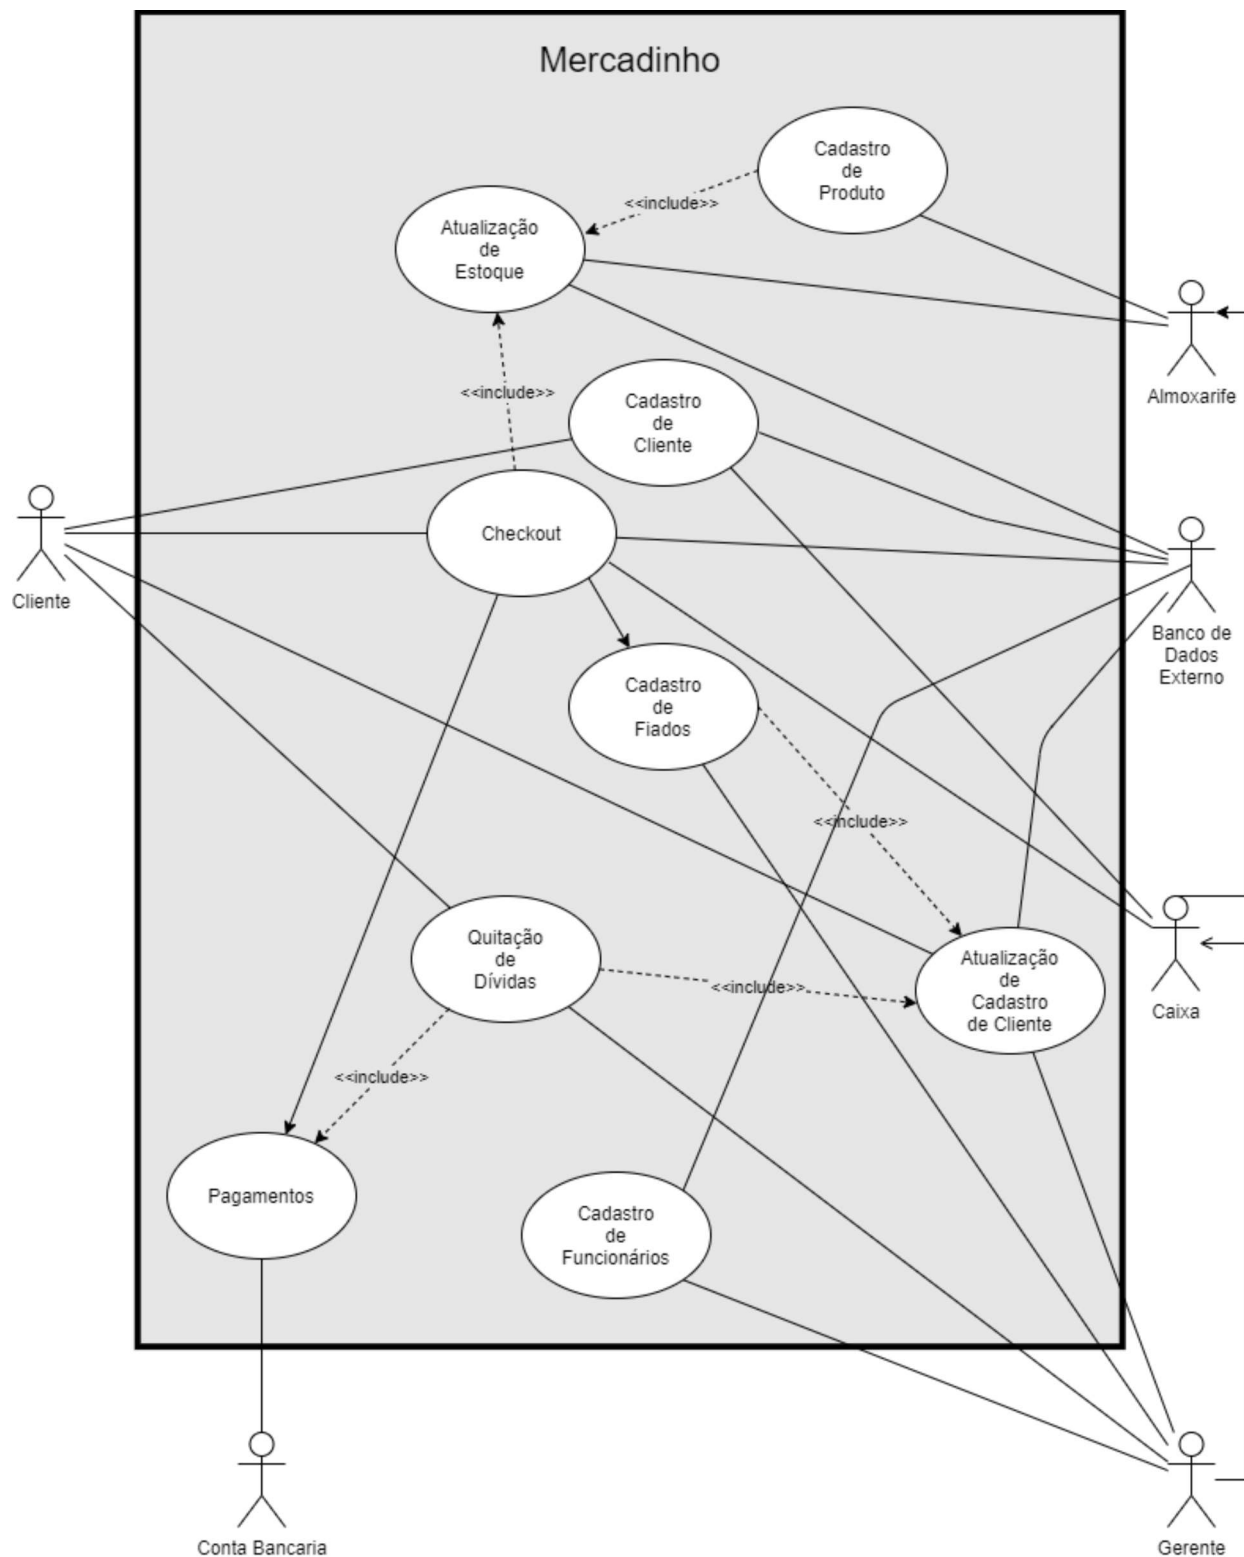 Mercadinho
Cadastro
de
Produto
<<include>>
Atualização
de
Estoque
Almoxarife
<<include>>
Cadastro
de
Cliente
Checkout
Cliente
Banco de
Dados
Externo
Cadastro
de
Fiados
<<include>>
Quitação
de
Dívidas
<<include>>
Atualização
de
Cadastro
de Cliente
Caixa
<<include>>
Pagamentos
Cadastro
de
Funcionários
Conta Bancaria
Gerente